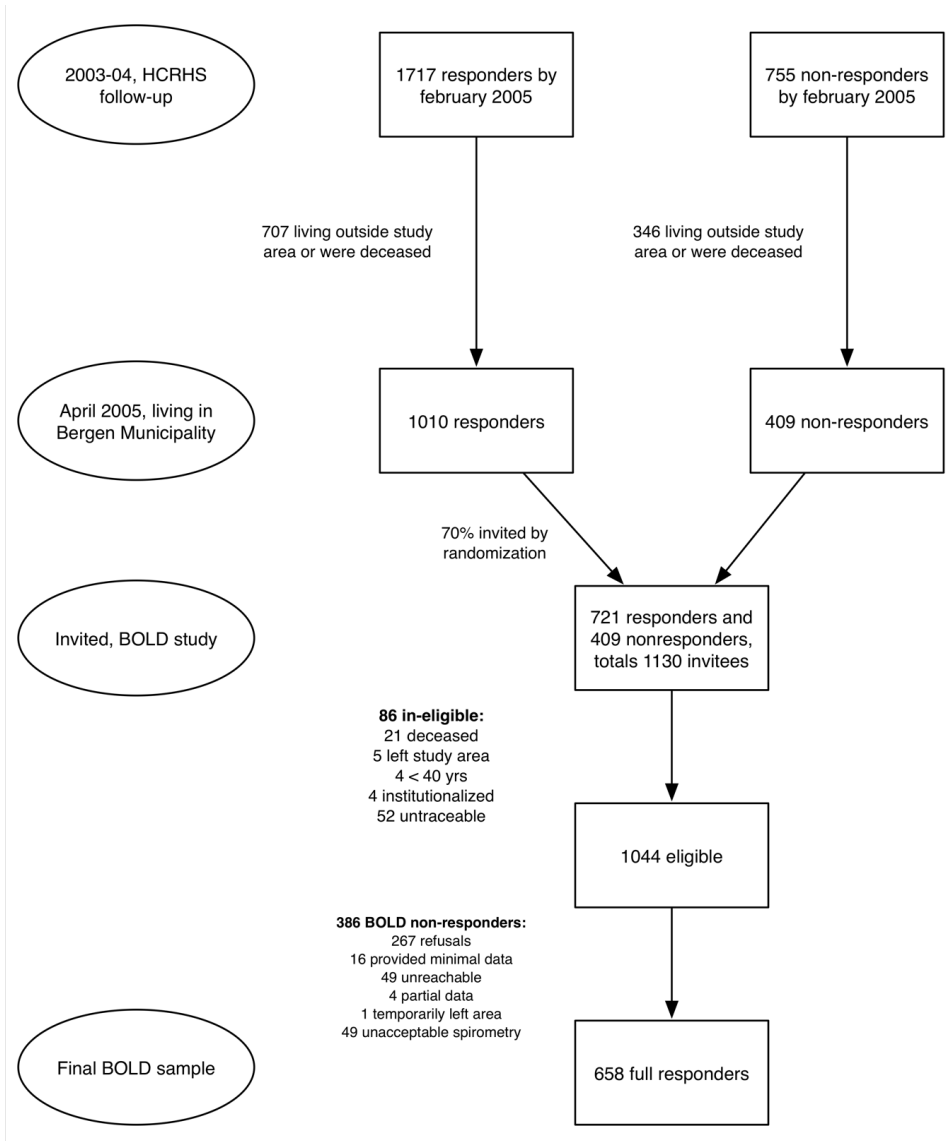 2003-04, HCRHS
follow-up
1717 responders by
february 2005
755 non-responders
by february 2005
707 living outside study
area or were deceased
346 living outside study
area or were deceased
April 2005, living in
Bergen Municipality
1010 responders
409 non-responders
70% invited by
randomization
Invited, BOLD study
721 responders and
409 nonresponders,
totals 1130 invitees
86 in-eligible:
21 deceased
5 left study area
4 < 40 yrs
4 institutionalized
52 untraceable
1044 eligible
386 BOLD non-responders:
267 refusals
16 provided minimal data
49 unreachable
4 partial data
1 temporarily left area
49 unacceptable spirometry
Final BOLD sample
658 full responders